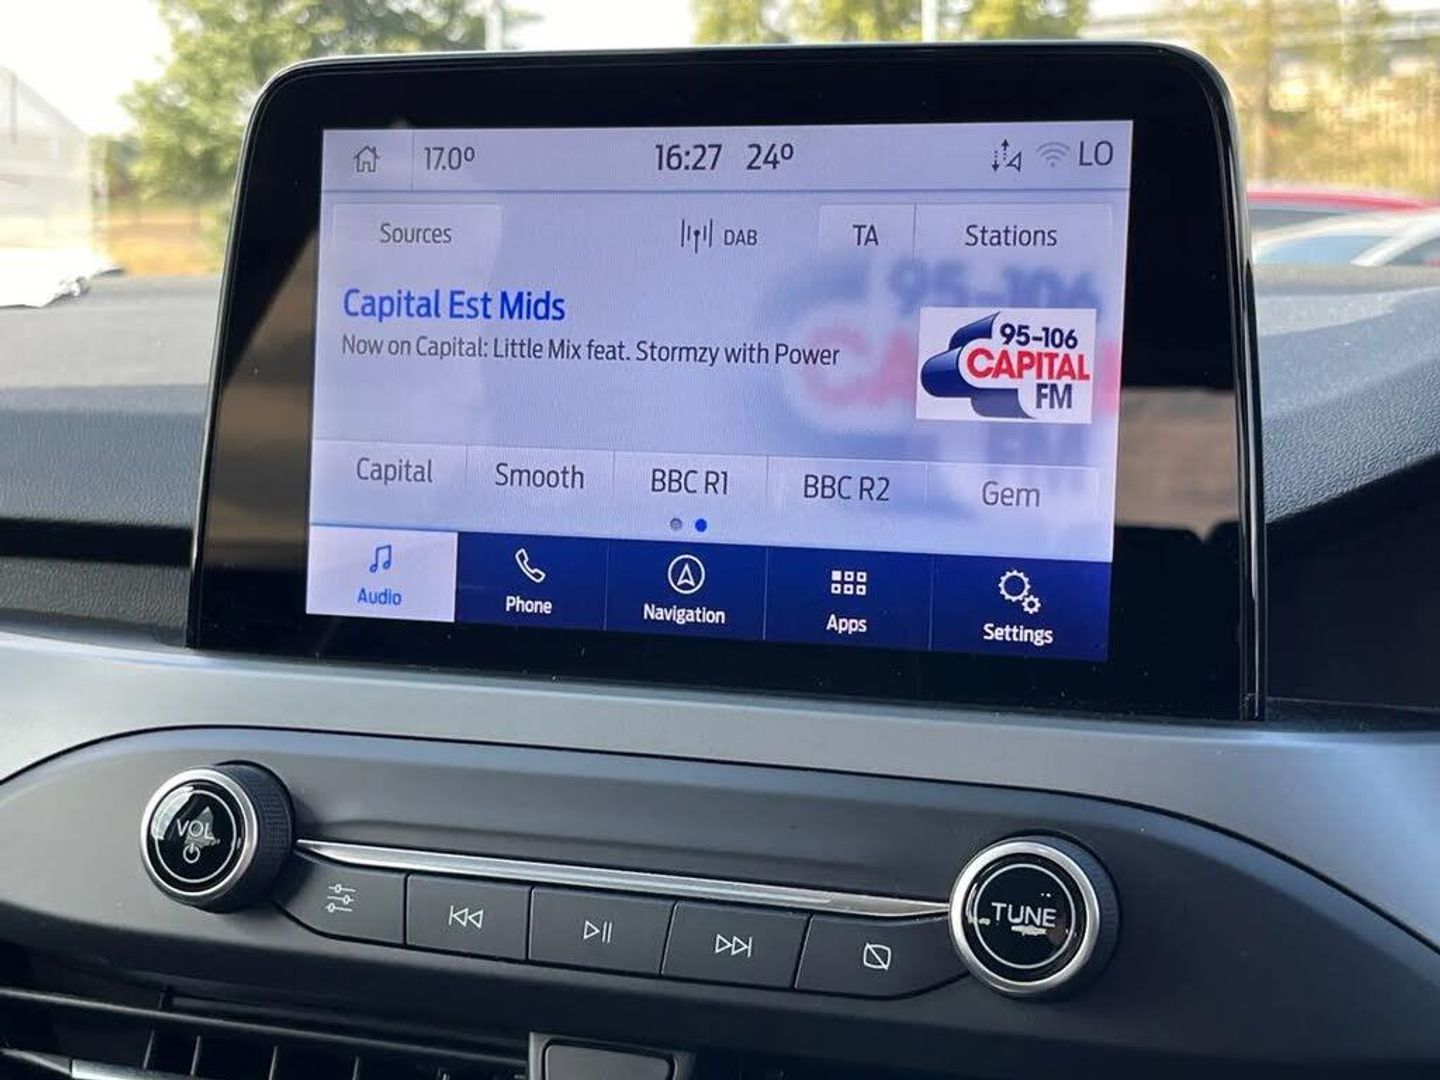 17.0° 16:27 24° LO
Sources DAB TA Stations
Capital Est Mids
Now on Capital: Little Mix feat. Stormzy with Power
95-106
CAPITAL
FM
Capital Smooth BBC R1 BBC R2 Gem
Audio Phone Navigation Apps Settings
VOL
TUNE